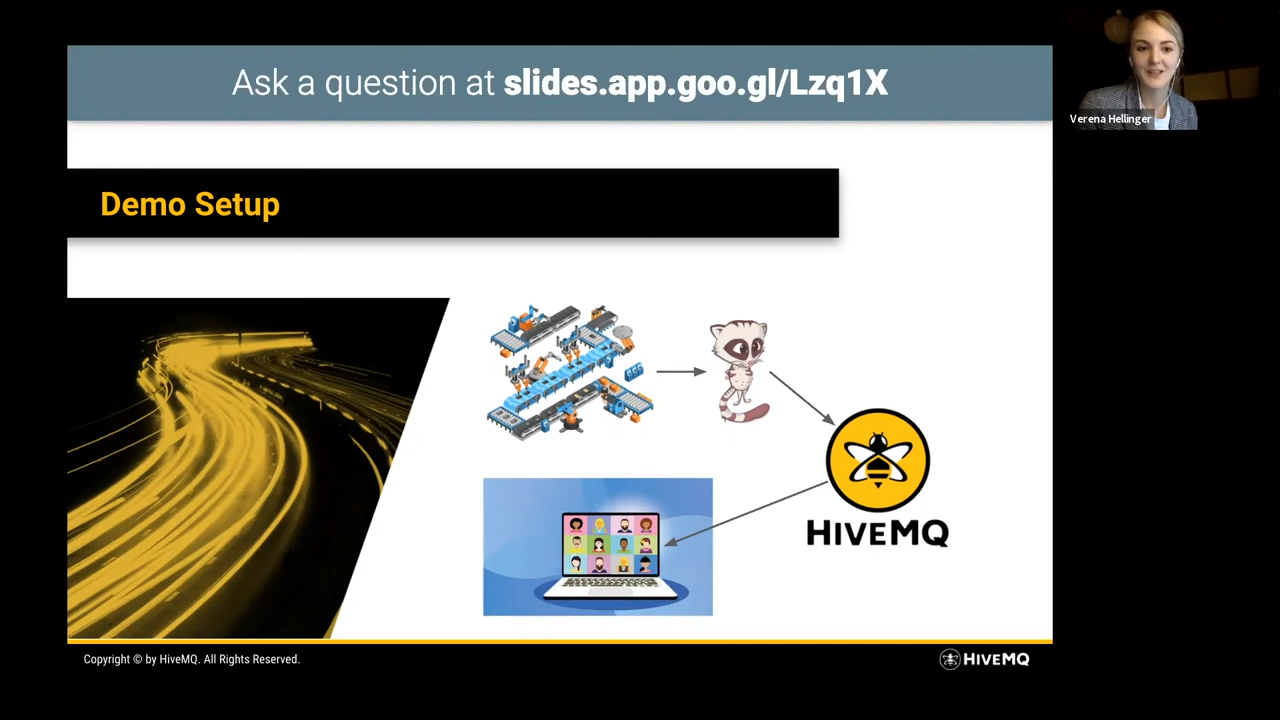 Ask a question at slides.app.goo.gl/Lzq1X
Verena Hellinger
Demo Setup
HIVEMQ
Copyright © by HiveMQ. All Rights Reserved.
HIVEMQ